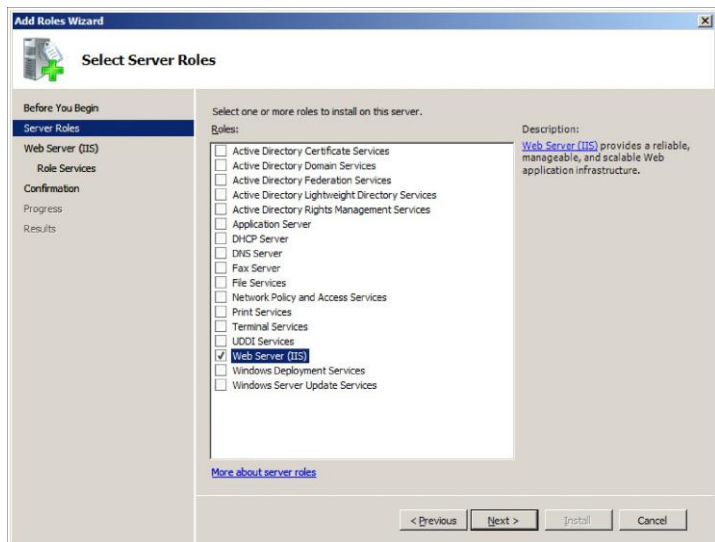 Add Roles Wizard
Select Server Roles
Before You Begin
Server Roles
Web Server (IIS)
Role Services
Confirmation
Progress
Results
Select one or more roles to install on this server.
Roles:
Active Directory Certificate Services
Active Directory Domain Services
Active Directory Federation Services
Active Directory Lightweight Directory Services
Active Directory Rights Management Services
Application Server
DHCP Server
DNS Server
Fax Server
File Services
Network Policy and Access Services
Print Services
Terminal Services
UDDI Services
Web Server (IIS)
Windows Deployment Services
Windows Server Update Services
More about server roles
Description:
Web Server (IIS) provides a reliable,
manageable, and scalable Web
application infrastructure.
< Previous
Next >
Install
Cancel